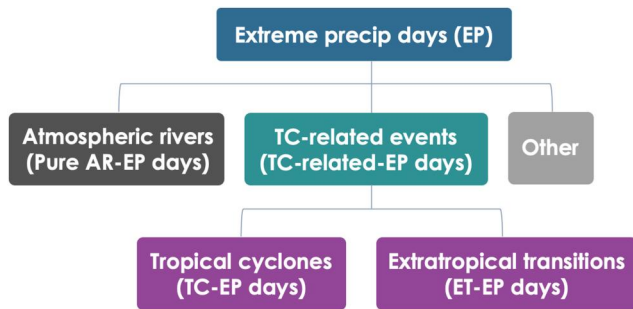 Extreme precip days (EP)
Atmospheric rivers
(Pure AR-EP days)
TC-related events
(TC-related-EP days)
Other
Tropical cyclones
(TC-EP days)
Extratropical transitions
(ET-EP days)